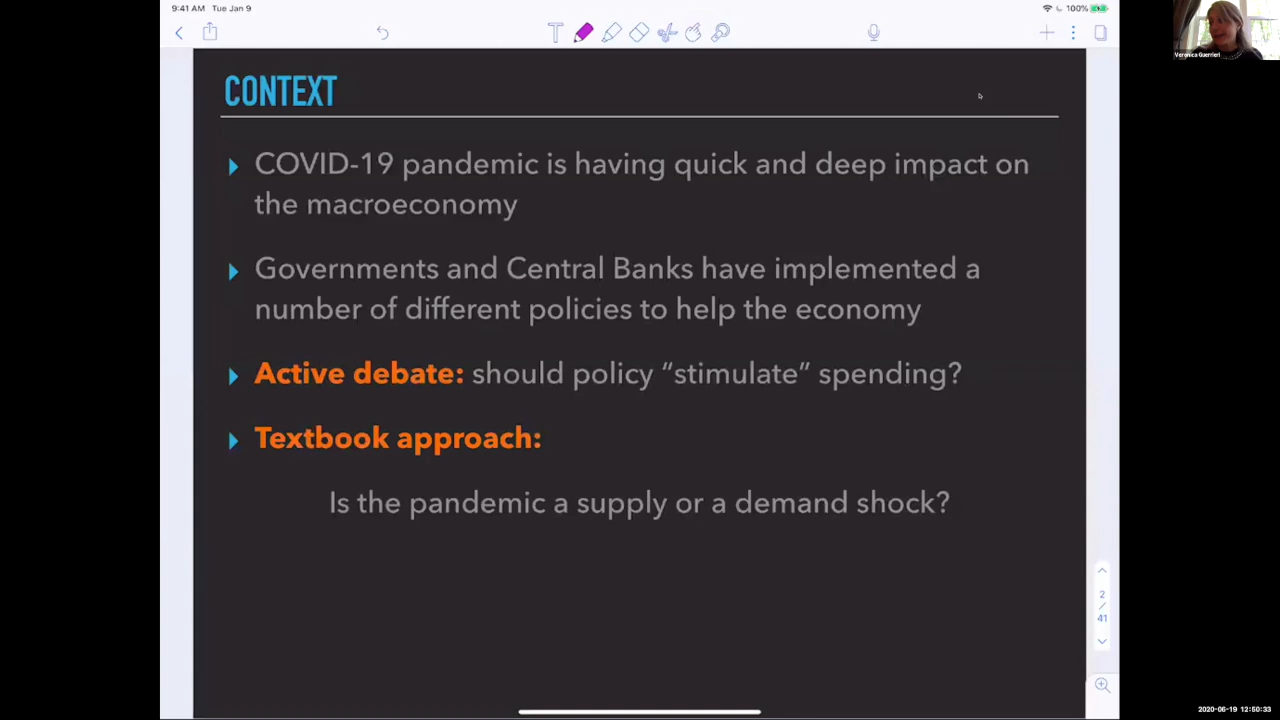 9:41 AM Tue Jan 9
100%
Veronica Guerrieri
CONTEXT
COVID-19 pandemic is having quick and deep impact on
the macroeconomy
Governments and Central Banks have implemented a
number of different policies to help the economy
Active debate: should policy “stimulate” spending?
Textbook approach:
Is the pandemic a supply or a demand shock?
2
/
41
2020-06-19 12:50:33